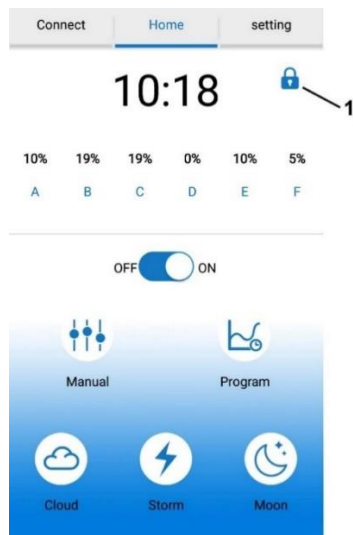 Connect Home setting
10:18
1
10% 19% 19% 0% 10% 5%
A B C D E F
OFF ON
Manual Program
Cloud Storm Moon